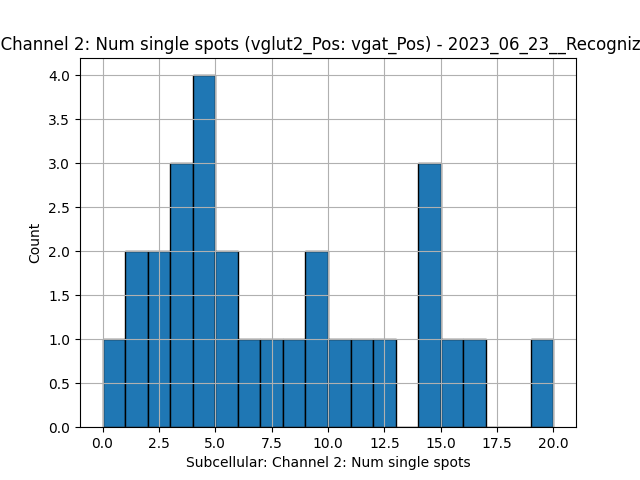 Channel 2: Num single spots (vglut2_Pos: vgat_Pos) - 2023_06_23__Recogniz
4.0
3.5
3.0
2.5
2.0
1.5
1.0
0.5
0.0
Count
0.0 2.5 5.0 7.5 10.0 12.5 15.0 17.5 20.0
Subcellular: Channel 2: Num single spots